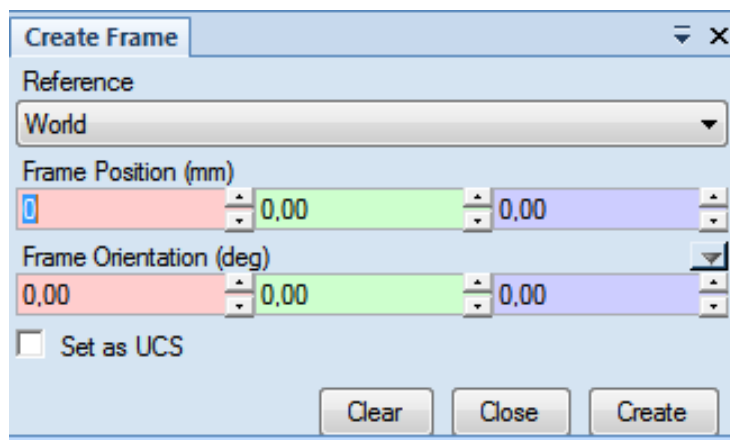 Create Frame
Reference
World
Frame Position (mm)
0 0,00 0,00
Frame Orientation (deg)
0,00 0,00 0,00
Set as UCS
Clear Close Create